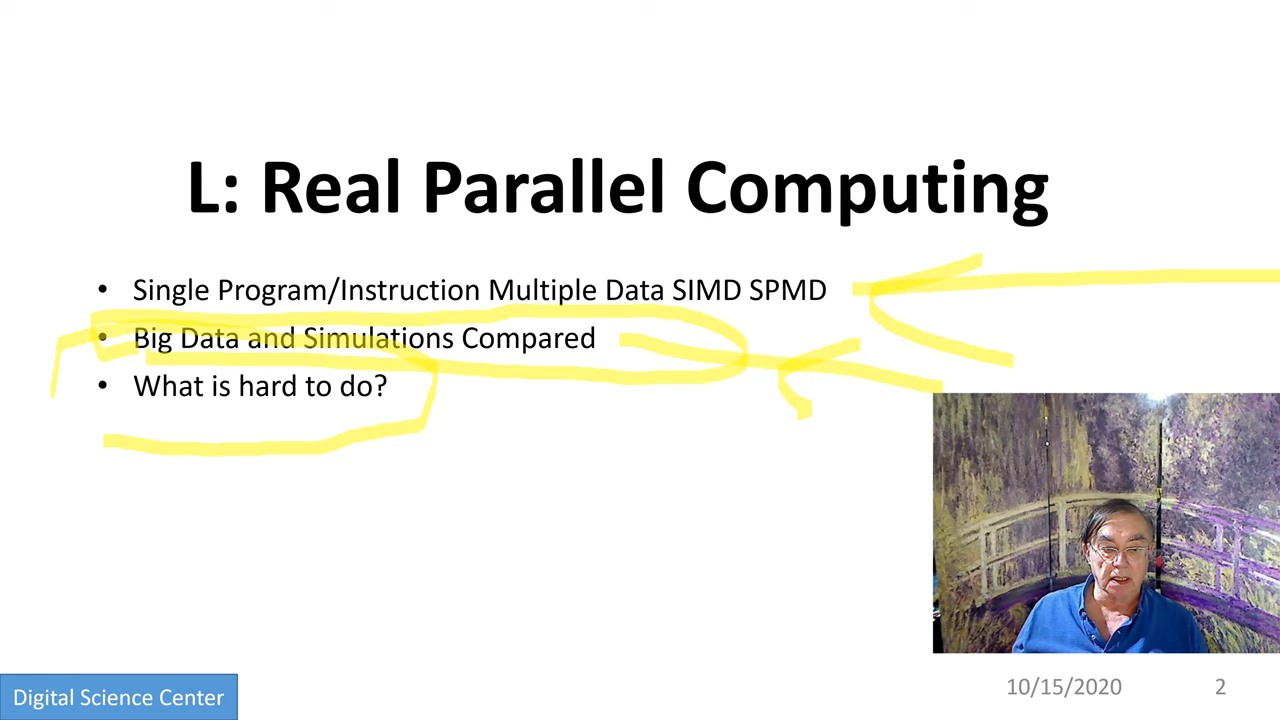 L: Real Parallel Computing
• Single Program/Instruction Multiple Data SIMD SPMD
• Big Data and Simulations Compared
• What is hard to do?
Digital Science Center
10/15/2020
2